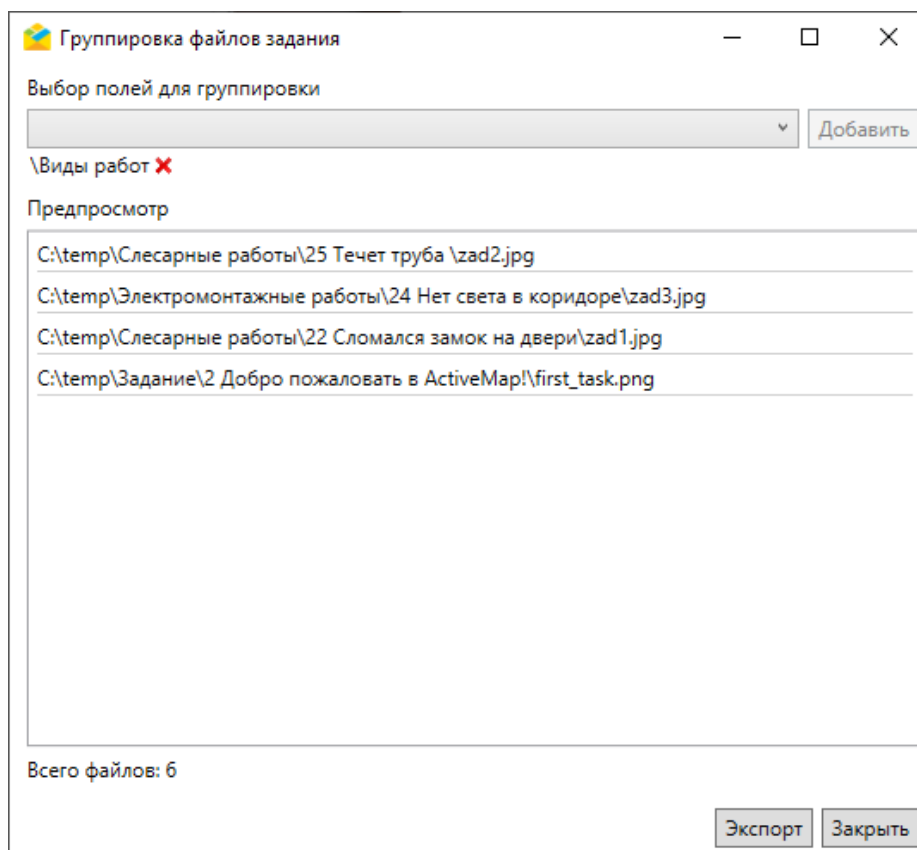 Группировка файлов задания
Выбор полей для группировки
Добавить
\Виды работ
Предпросмотр
C:\temp\Слесарные работы\25 Течет труба \zad2.jpg
C:\temp\Электромонтажные работы\24 Нет света в коридоре\zad3.jpg
C:\temp\Слесарные работы\22 Сломался замок на двери\zad1.jpg
C:\temp\Задание\2 Добро пожаловать в ActiveMap!\first_task.png
Всего файлов: 6
Экспорт Закрыть